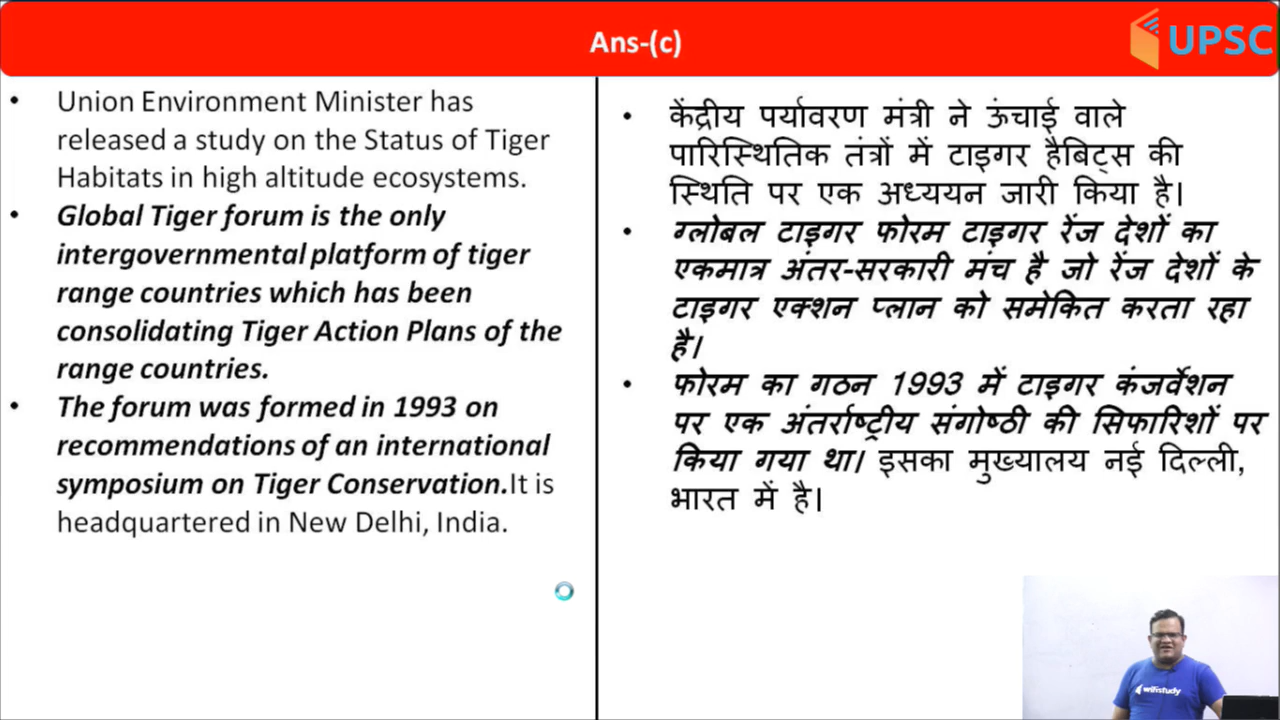 Ans-(c)
UPSC
• Union Environment Minister has
released a study on the Status of Tiger
Habitats in high altitude ecosystems.
• Global Tiger forum is the only
intergovernmental platform of tiger
range countries which has been
consolidating Tiger Action Plans of the
range countries.
• The forum was formed in 1993 on
recommendations of an international
symposium on Tiger Conservation.It is
headquartered in New Delhi, India.
• केंद्रीय पर्यावरण मंत्री ने ऊंचाई वाले
पारिस्थितिक तंत्रों में टाइगर हैबिट्स की
स्थिति पर एक अध्ययन जारी किया है।
• ग्लोबल टाइगर फोरम टाइगर रेंज देशों का
एकमात्र अंतर-सरकारी मंच है जो रेंज देशों के
टाइगर एक्शन प्लान को समेकित करता रहा
है।
• फोरम का गठन 1993 में टाइगर कंजर्वेशन
पर एक अंतर्राष्ट्रीय संगोष्ठी की सिफारिशों पर
किया गया था। इसका मुख्यालय नई दिल्ली,
भारत में है।
wifistudy